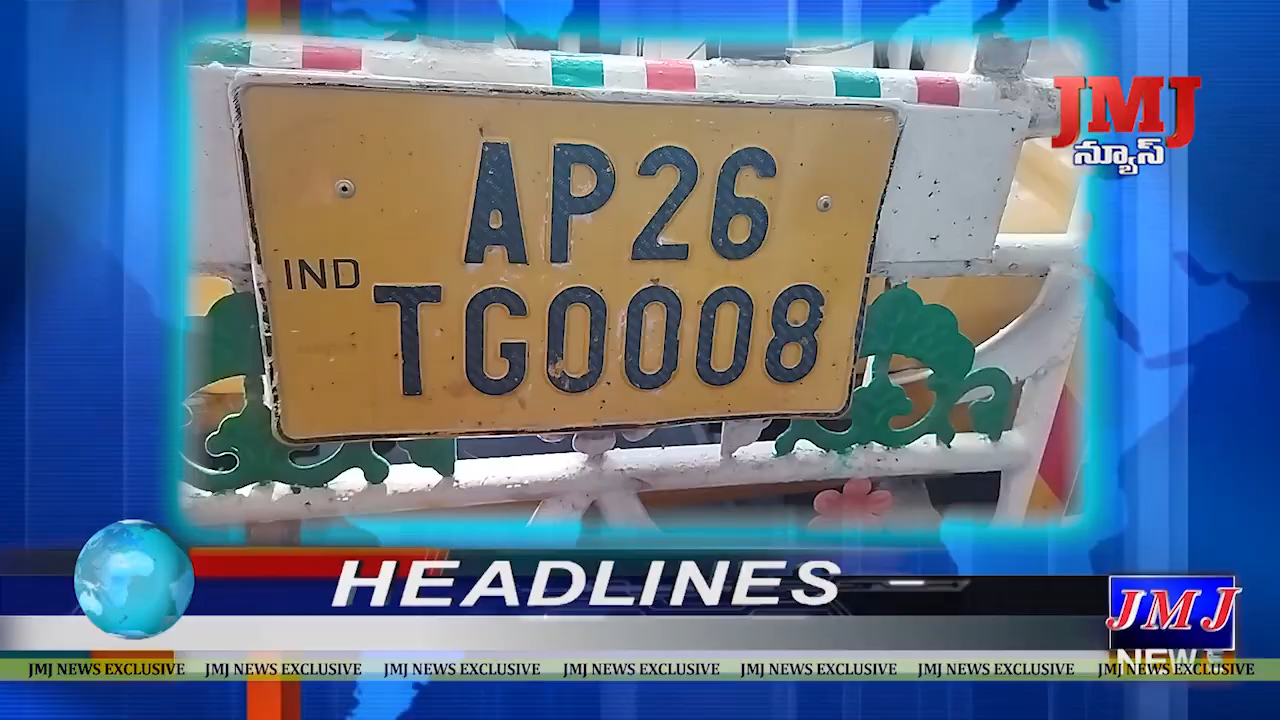 JMJ
న్యూస్
AP26
IND
TG0008
HEADLINES
JMJ
NEWS
JMJ NEWS EXCLUSIVE JMJ NEWS EXCLUSIVE JMJ NEWS EXCLUSIVE JMJ NEWS EXCLUSIVE JMJ NEWS EXCLUSIVE JMJ NEWS EXCLUSIVE JMJ NEWS EXCLUSIVE